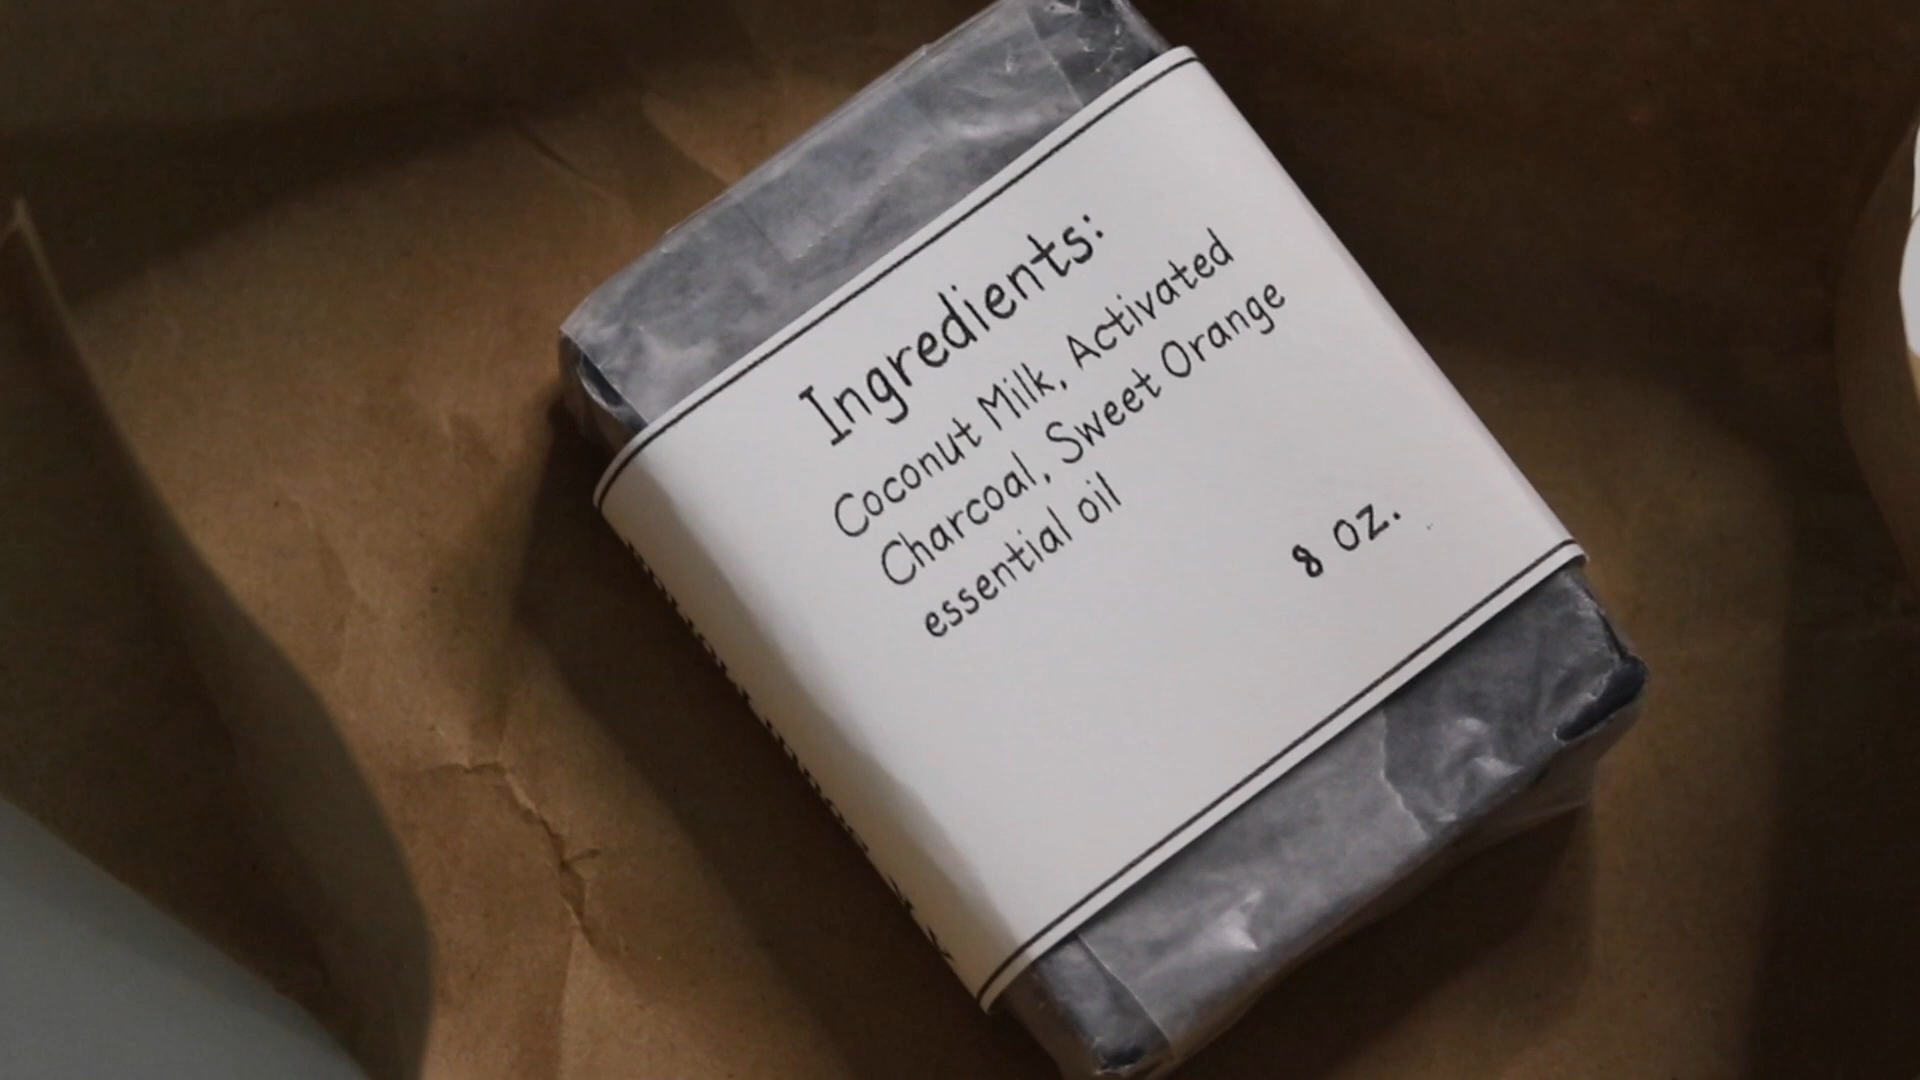 Ingredients:
Coconut Milk, Activated
Charcoal, Sweet Orange
essential oil
8 oz.